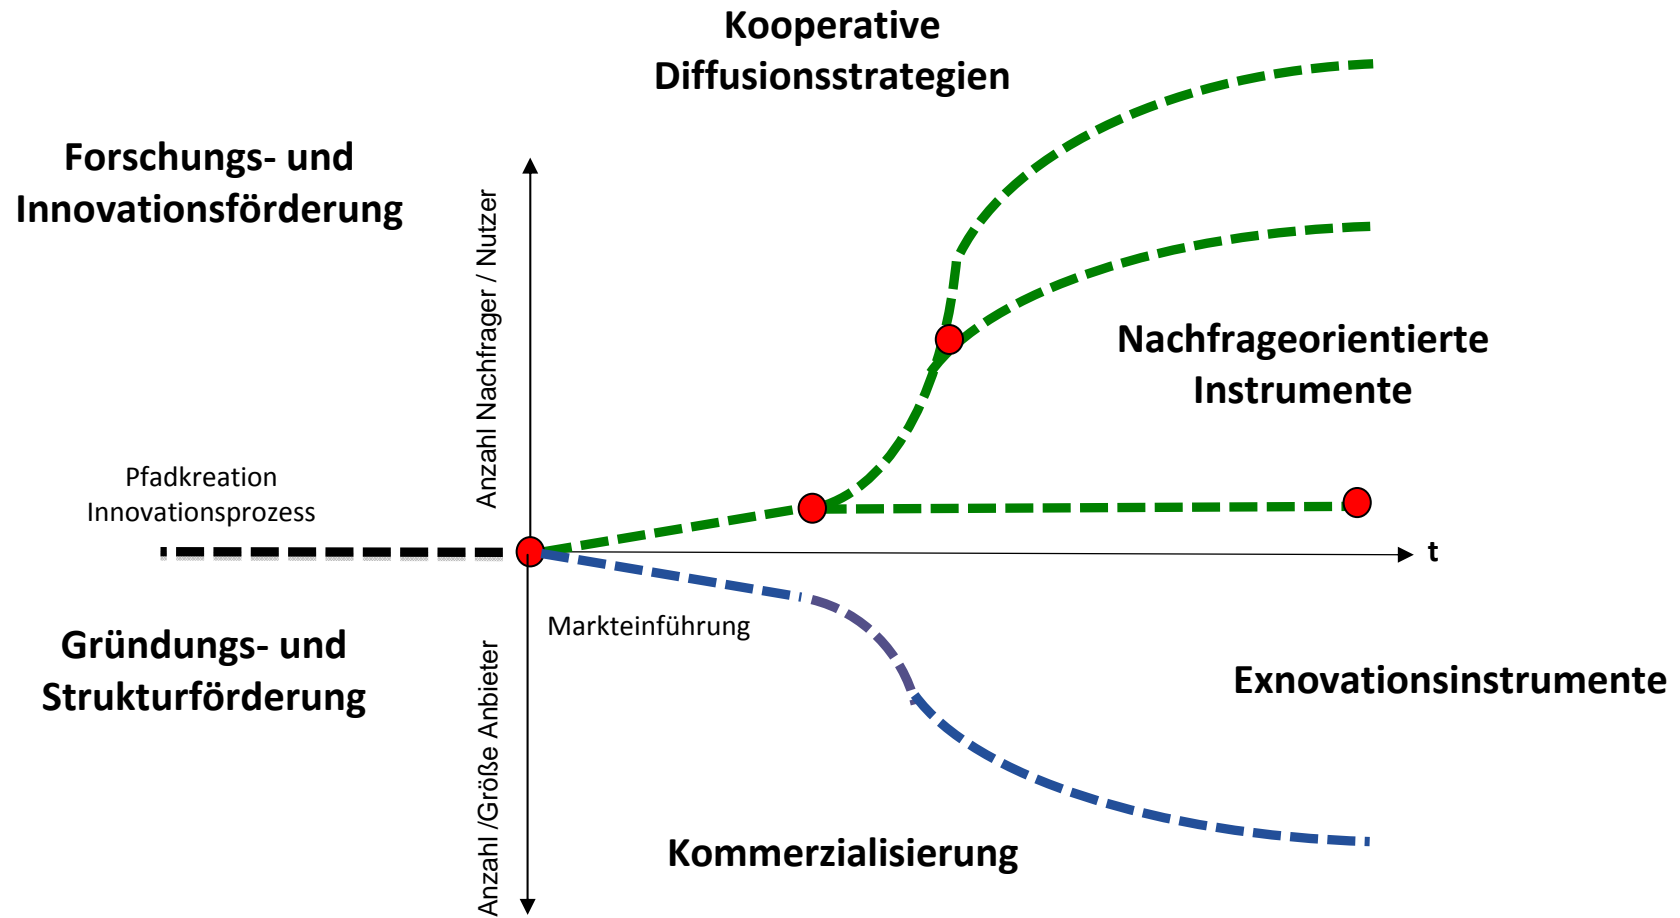 Kooperative
Diffusionsstrategien
Forschungs- und
Innovationsförderung
Anzahl Nachfrager / Nutzer
Nachfrageorientierte
Instrumente
Pfadkreation
Innovationsprozess
t
Markteinführung
Gründungs- und
Strukturförderung
Anzahl /Größe Anbieter
Exnovationsinstrumente
Kommerzialisierung